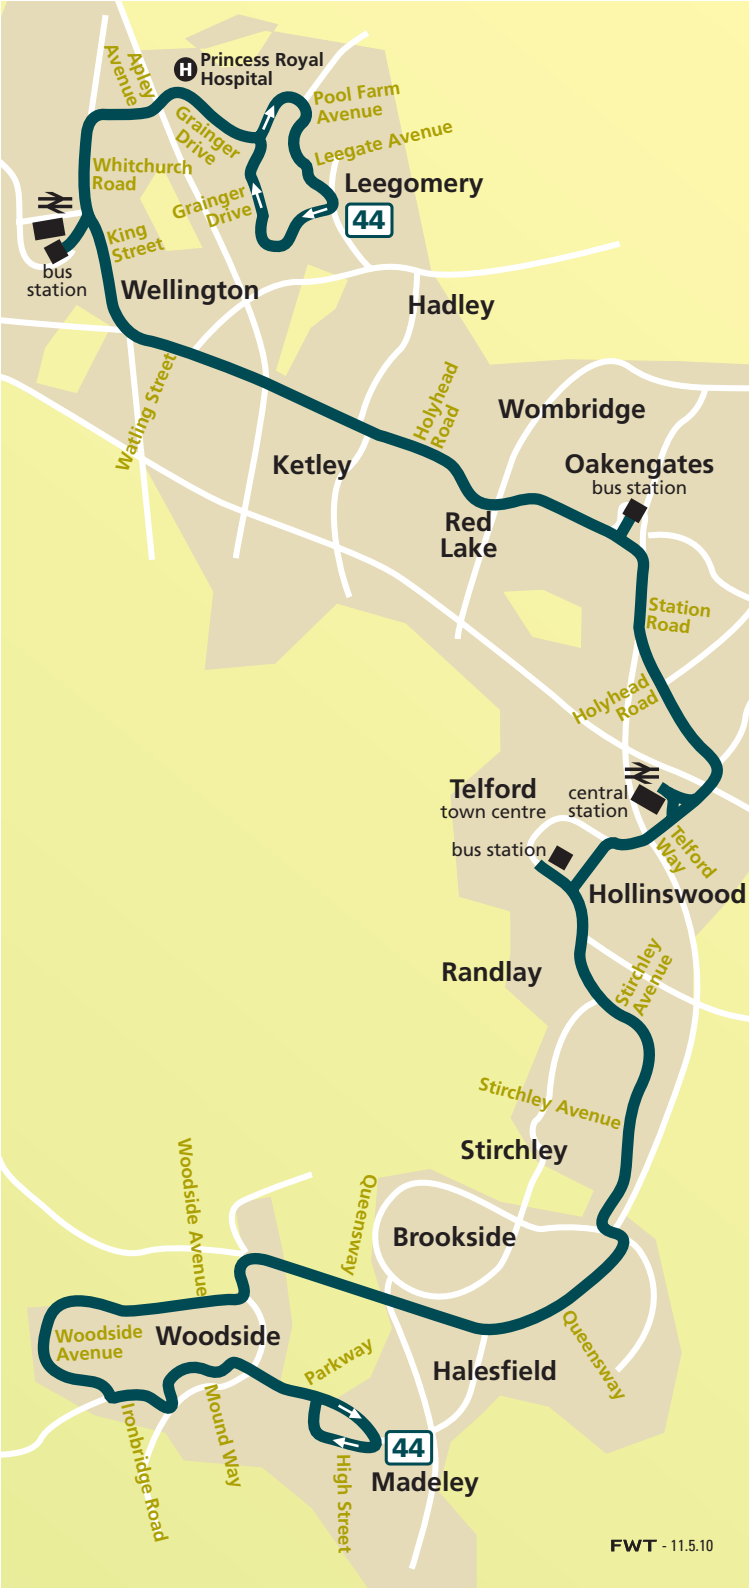 Princess Royal
Hospital
H
Apley
Avenue
Grainger
Drive
Pool Farm
Avenue
Leegate Avenue
Whitchurch
Road
Leegomery
44
Grainger
Drive
King
Street
bus
station
Wellington
Hadley
Watling Street
Holyhead
Road
Wombridge
Ketley
Oakengates
bus station
Red
Lake
Station
Road
Holyhead
Road
Telford
town centre
central
station
bus station
Telford
Way
Hollinswood
Randlay
Stirchley
Avenue
Stirchley Avenue
Stirchley
Woodside Avenue
Queensway
Brookside
Woodside
Avenue
Woodside
Parkway
Halesfield
Queensway
Ironbridge Road
Mound Way
High Street
44
Madeley
FWT - 11.5.10